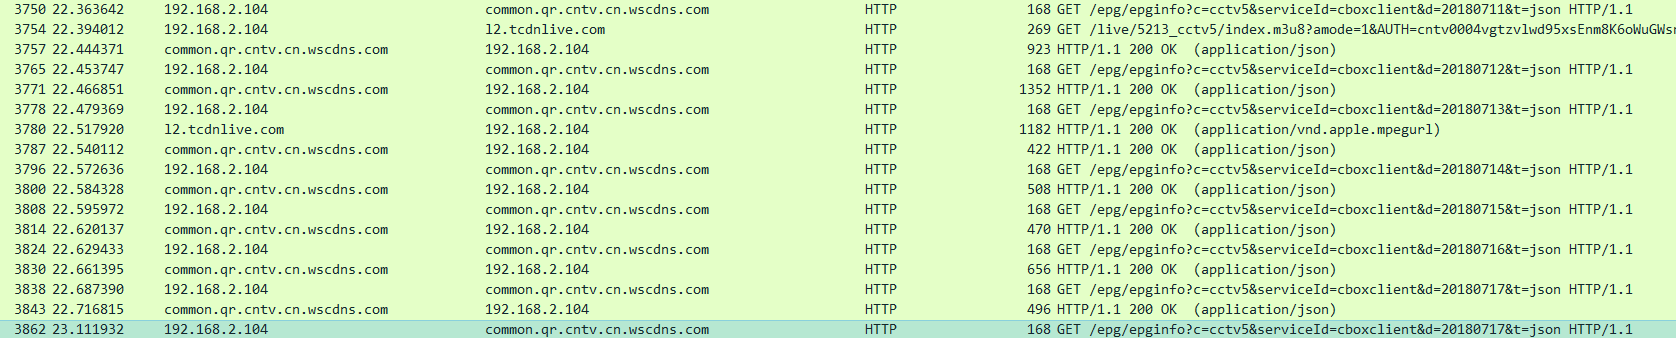 3750 22.363642 192.168.2.104 common.qr.cntv.cn.wscdns.com HTTP 168 GET /epg/epginfo?c=cctv5&serviceId=cboxclient&d=20180711&t=json HTTP/1.1
3754 22.394012 192.168.2.104 l2.tcdnlive.com HTTP 269 GET /live/5213_cctv5/index.m3u8?amode=1&AUTH=cntv0004vgtzvlwd95xsEnm8K6oWuGWsr
3757 22.444371 common.qr.cntv.cn.wscdns.com 192.168.2.104 HTTP 923 HTTP/1.1 200 OK (application/json)
3765 22.453747 192.168.2.104 common.qr.cntv.cn.wscdns.com HTTP 168 GET /epg/epginfo?c=cctv5&serviceId=cboxclient&d=20180712&t=json HTTP/1.1
3771 22.466851 common.qr.cntv.cn.wscdns.com 192.168.2.104 HTTP 1352 HTTP/1.1 200 OK (application/json)
3778 22.479369 192.168.2.104 common.qr.cntv.cn.wscdns.com HTTP 168 GET /epg/epginfo?c=cctv5&serviceId=cboxclient&d=20180713&t=json HTTP/1.1
3780 22.517920 l2.tcdnlive.com 192.168.2.104 HTTP 1182 HTTP/1.1 200 OK (application/vnd.apple.mpegurl)
3787 22.540112 common.qr.cntv.cn.wscdns.com 192.168.2.104 HTTP 422 HTTP/1.1 200 OK (application/json)
3796 22.572636 192.168.2.104 common.qr.cntv.cn.wscdns.com HTTP 168 GET /epg/epginfo?c=cctv5&serviceId=cboxclient&d=20180714&t=json HTTP/1.1
3800 22.584328 common.qr.cntv.cn.wscdns.com 192.168.2.104 HTTP 508 HTTP/1.1 200 OK (application/json)
3808 22.595972 192.168.2.104 common.qr.cntv.cn.wscdns.com HTTP 168 GET /epg/epginfo?c=cctv5&serviceId=cboxclient&d=20180715&t=json HTTP/1.1
3814 22.620137 common.qr.cntv.cn.wscdns.com 192.168.2.104 HTTP 470 HTTP/1.1 200 OK (application/json)
3824 22.629433 192.168.2.104 common.qr.cntv.cn.wscdns.com HTTP 168 GET /epg/epginfo?c=cctv5&serviceId=cboxclient&d=20180716&t=json HTTP/1.1
3830 22.661395 common.qr.cntv.cn.wscdns.com 192.168.2.104 HTTP 656 HTTP/1.1 200 OK (application/json)
3838 22.687390 192.168.2.104 common.qr.cntv.cn.wscdns.com HTTP 168 GET /epg/epginfo?c=cctv5&serviceId=cboxclient&d=20180717&t=json HTTP/1.1
3843 22.716815 common.qr.cntv.cn.wscdns.com 192.168.2.104 HTTP 496 HTTP/1.1 200 OK (application/json)
3862 23.111932 192.168.2.104 common.qr.cntv.cn.wscdns.com HTTP 168 GET /epg/epginfo?c=cctv5&serviceId=cboxclient&d=20180717&t=json HTTP/1.1